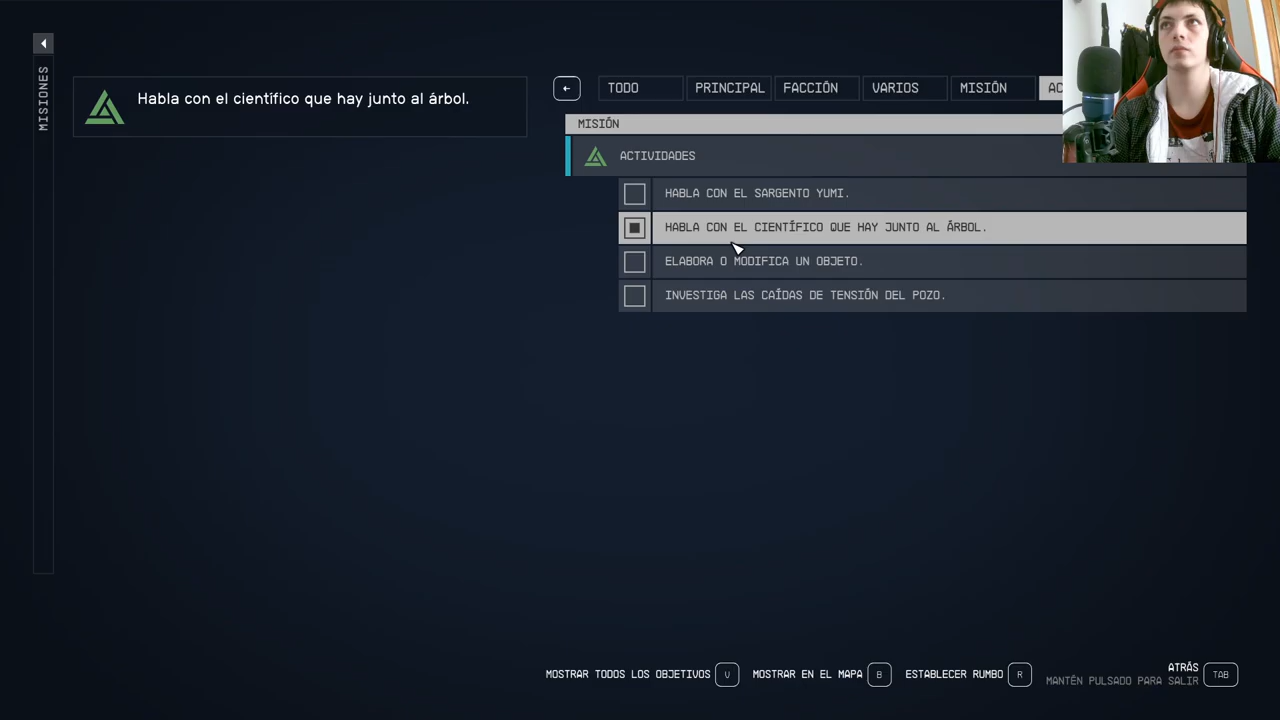 MISIONES
Habla con el científico que hay junto al árbol.
TODO
PRINCIPAL
FACCIÓN
VARIOS
MISIÓN
AC
MISIÓN
ACTIVIDADES
HABLA CON EL SARGENTO YUMI.
HABLA CON EL CIENTÍFICO QUE HAY JUNTO AL ÁRBOL.
ELABORA O MODIFICA UN OBJETO.
INVESTIGA LAS CAÍDAS DE TENSIÓN DEL POZO.
MOSTRAR TODOS LOS OBJETIVOS V
MOSTRAR EN EL MAPA B
ESTABLECER RUMBO R
ATRÁS
MANTÉN PULSADO PARA SALIR
TAB